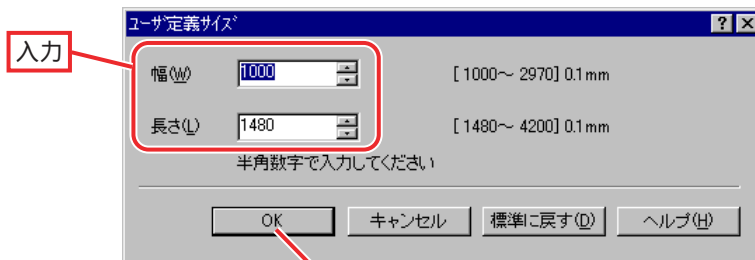 ユーザ定義サイズ
入力
幅(W) 1000 [ 1000～ 2970] 0.1mm
長さ(L) 1480 [ 1480～ 4200] 0.1mm
半角数字で入力してください
OK キャンセル 標準に戻す(D) ヘルプ(H)